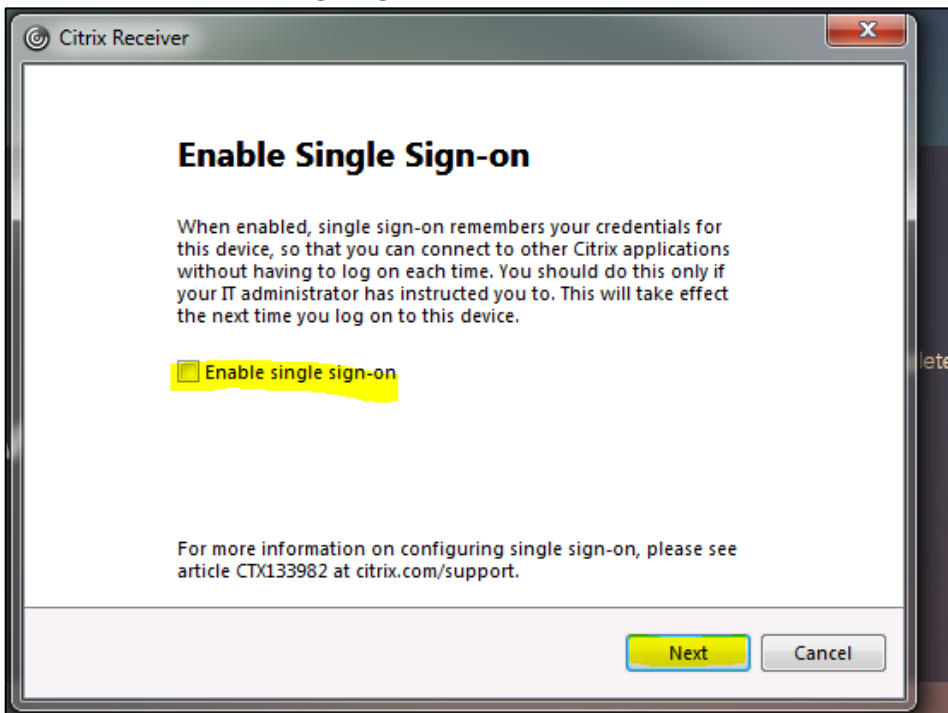 Citrix Receiver
Enable Single Sign-on
When enabled, single sign-on remembers your credentials for
this device, so that you can connect to other Citrix applications
without having to log on each time. You should do this only if
your IT administrator has instructed you to. This will take effect
the next time you log on to this device.
Enable single sign-on
For more information on configuring single sign-on, please see
article CTX133982 at citrix.com/support.
Next Cancel